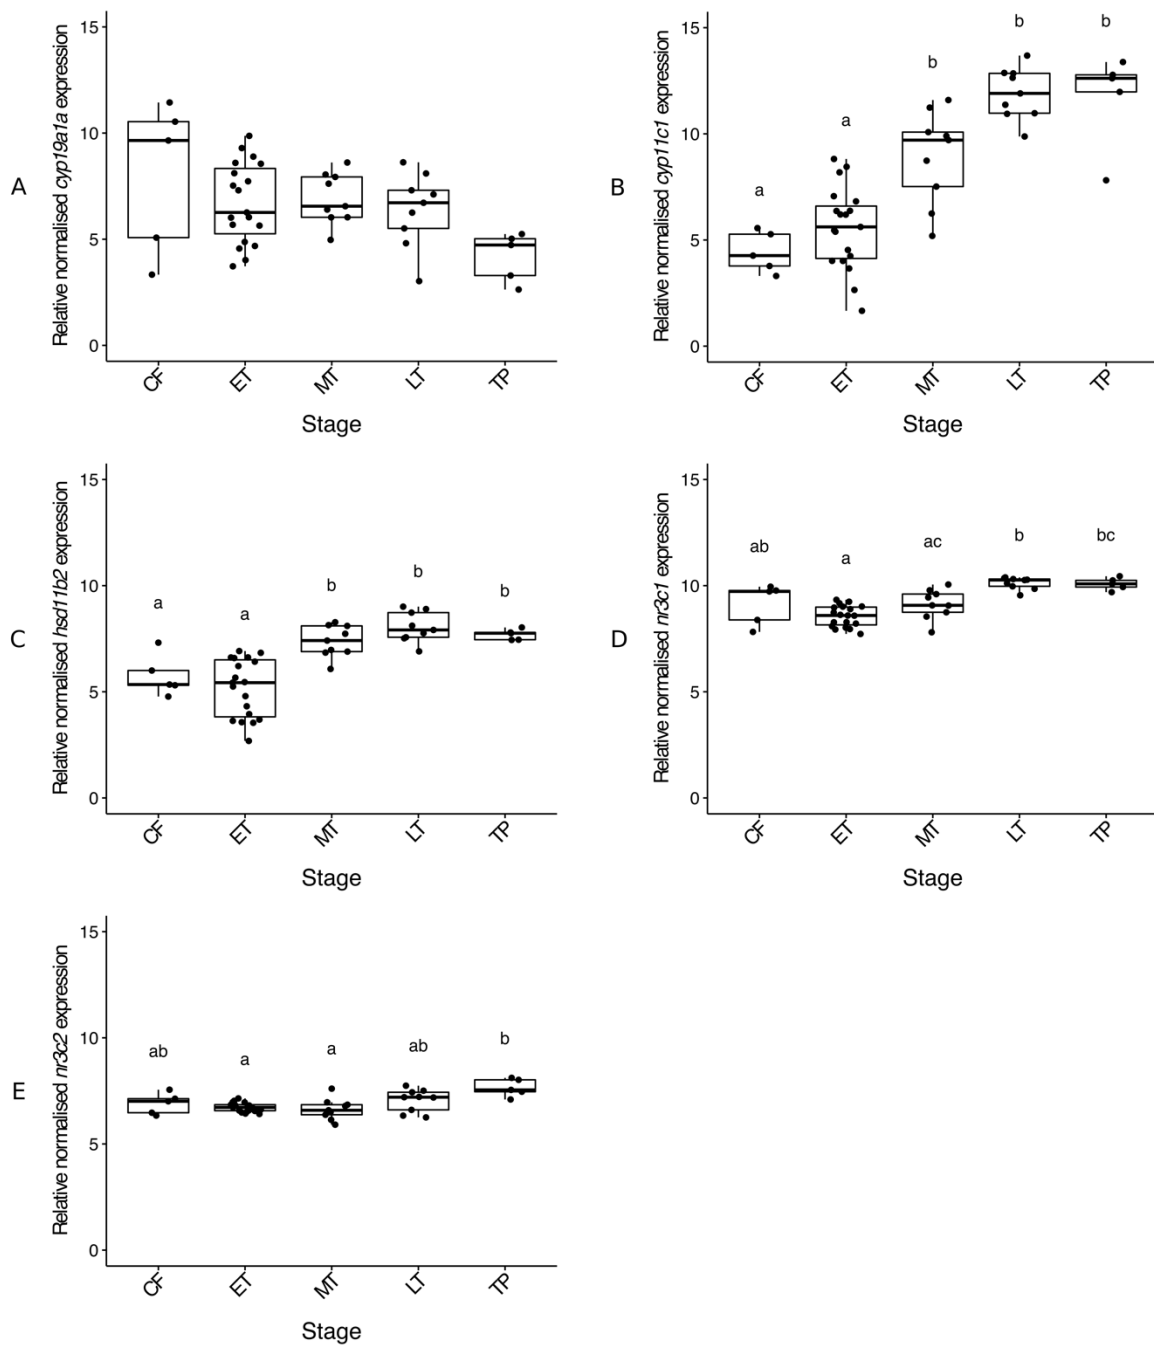 A
Relative normalised cyp19a1a expression
15
10
5
0
CF
ET
MT
LT
TP
Stage
B
Relative normalised cyp11c1 expression
15
10
5
0
a
a
b
b
b
CF
ET
MT
LT
TP
Stage
C
Relative normalised hsd11b2 expression
15
10
5
0
a
a
b
b
b
CF
ET
MT
LT
TP
Stage
D
Relative normalised nr3c1 expression
15
10
5
0
ab
a
ac
b
bc
CF
ET
MT
LT
TP
Stage
E
Relative normalised nr3c2 expression
15
10
5
0
ab
a
a
ab
b
CF
ET
MT
LT
TP
Stage